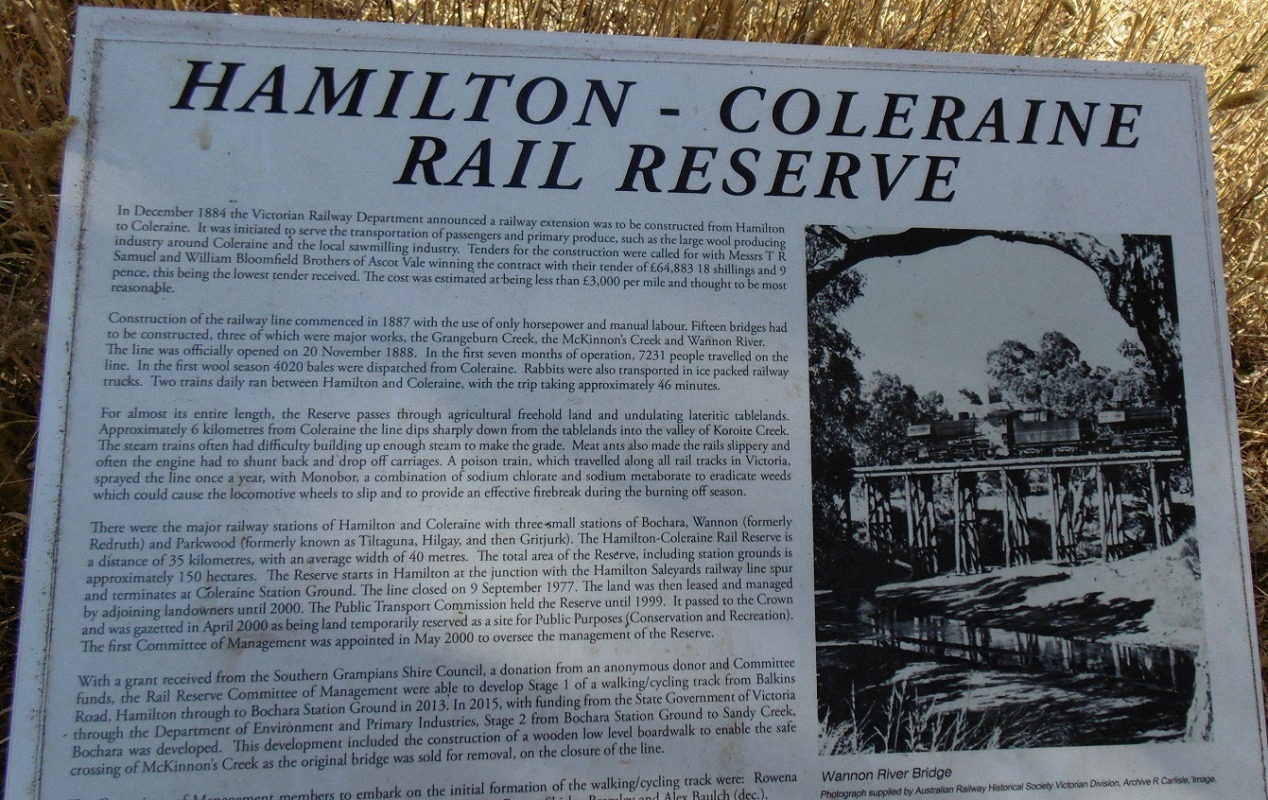 HAMILTON - COLERAINE
RAIL RESERVE
In December 1884 the Victorian Railway Department announced a railway extension was to be constructed from Hamilton
to Coleraine. It was initiated to serve the transportation of passengers and primary produce, such as the large wool producing
industry around Coleraine and the local sawmilling industry. Tenders for the construction were called for with Messrs T R
Samuel and William Bloomfield Brothers of Ascot Vale winning the contract with their tender of £64,883 18 shillings and 9
pence, this being the lowest tender received. The cost was estimated at being less than £3,000 per mile and thought to be most
reasonable.
Construction of the railway line commenced in 1887 with the use of only horsepower and manual labour. Fifteen bridges had
to be constructed, three of which were major works, the Grangeburn Creek, the McKinnon's Creek and Wannon River.
The line was officially opened on 20 November 1888. In the first seven months of operation, 7231 people travelled on the
line. In the first wool season 4020 bales were dispatched from Coleraine. Rabbits were also transported in ice packed railway
trucks. Two trains daily ran between Hamilton and Coleraine, with the trip taking approximately 46 minutes.
For almost its entire length, the Reserve passes through agricultural freehold land and undulating lateritic tablelands.
Approximately 6 kilometres from Coleraine the line dips sharply down from the tablelands into the valley of Koroite Creek.
The steam trains often had difficulty building up enough steam to make the grade. Meat ants also made the rails slippery and
often the engine had to shunt back and drop off carriages. A poison train, which travelled along all rail tracks in Victoria,
sprayed the line once a year, with Monobor, a combination of sodium chlorate and sodium metaborate to eradicate weeds
which could cause the locomotive wheels to slip and to provide an effective firebreak during the burning off season.
There were the major railway stations of Hamilton and Coleraine with three small stations of Bochara, Wannon (formerly
Redruth) and Parkwood (formerly known as Tiltaguna, Hilgay, and then Gritjurk). The Hamilton-Coleraine Rail Reserve is
a distance of 35 kilometres, with an average width of 40 metres. The total area of the Reserve, including station grounds is
approximately 150 hectares. The Reserve starts in Hamilton at the junction with the Hamilton Saleyards railway line spur
and terminates at Coleraine Station Ground. The line closed on 9 September 1977. The land was then leased and managed
by adjoining landowners until 2000. The Public Transport Commission held the Reserve until 1999. It passed to the Crown
and was gazetted in April 2000 as being land temporarily reserved as a site for Public Purposes (Conservation and Recreation).
The first Committee of Management was appointed in May 2000 to oversee the management of the Reserve.
With a grant received from the Southern Grampians Shire Council, a donation from an anonymous donor and Committee
funds, the Rail Reserve Committee of Management were able to develop Stage 1 of a walking/cycling track from Balkins
Road, Hamilton through to Bochara Station Ground in 2013. In 2015, with funding from the State Government of Victoria
through the Department of Environment and Primary Industries, Stage 2 from Bochara Station Ground to Sandy Creek,
Bochara was developed. This development included the construction of a wooden low level boardwalk to enable the safe
crossing of McKinnon's Creek as the original bridge was sold for removal, on the closure of the line.
Management members to embark on the initial formation of the walking/cycling track were: Rowena
and Alex Baulch (dec.).
Wannon River Bridge
Photograph supplied by Australian Railway Historical Society Victorian Division, Archive R Carlisle, Image.